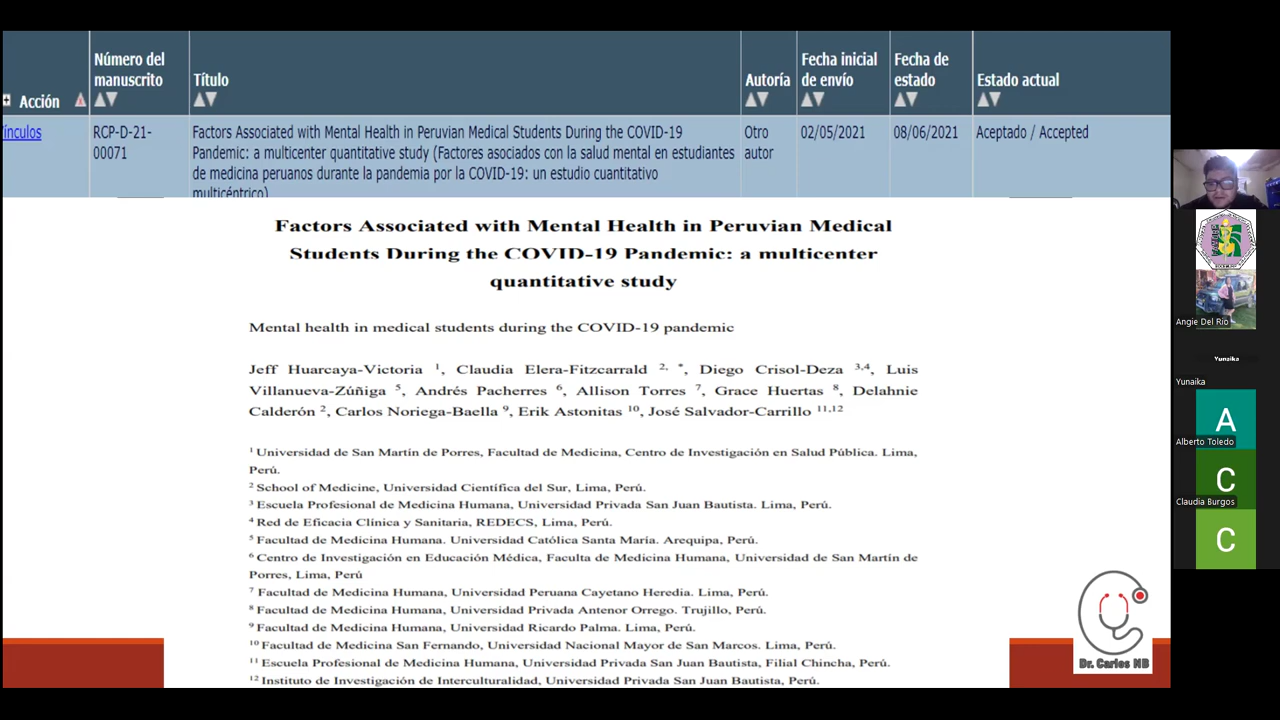 Acción
Número del
manuscrito
Título
Autoría
Fecha inicial
de envío
Fecha de
estado
Estado actual
ínculos
RCP-D-21-
00071
Factors Associated with Mental Health in Peruvian Medical Students During the COVID-19
Pandemic: a multicenter quantitative study (Factores asociados con la salud mental en estudiantes
de medicina peruanos durante la pandemia por la COVID-19: un estudio cuantitativo
multicéntrico)
Otro
autor
02/05/2021
08/06/2021
Aceptado / Accepted
Factors Associated with Mental Health in Peruvian Medical
Students During the COVID-19 Pandemic: a multicenter
quantitative study
Mental health in medical students during the COVID-19 pandemic
Jeff Huarcaya-Victoria 1, Claudia Elera-Fitzcarrald 2, *, Diego Crisol-Deza 3,4, Luis
Villanueva-Zúñiga 5, Andrés Pacherres 6, Allison Torres 7, Grace Huertas 8, Delahnie
Calderón 2, Carlos Noriega-Baella 9, Erik Astonitas 10, José Salvador-Carrillo 11,12
1 Universidad de San Martín de Porres, Facultad de Medicina, Centro de Investigación en Salud Pública. Lima,
Perú.
2 School of Medicine, Universidad Científica del Sur, Lima, Perú.
3 Escuela Profesional de Medicina Humana, Universidad Privada San Juan Bautista. Lima, Perú.
4 Red de Eficacia Clínica y Sanitaria, REDECS, Lima, Perú.
5 Facultad de Medicina Humana. Universidad Católica Santa María. Arequipa, Perú.
6 Centro de Investigación en Educación Médica, Faculta de Medicina Humana, Universidad de San Martín de
Porres, Lima, Perú
7 Facultad de Medicina Humana, Universidad Peruana Cayetano Heredia. Lima, Perú.
8 Facultad de Medicina Humana, Universidad Privada Antenor Orrego. Trujillo, Perú.
9 Facultad de Medicina Humana, Universidad Ricardo Palma. Lima, Perú.
10 Facultad de Medicina San Fernando, Universidad Nacional Mayor de San Marcos. Lima, Perú.
11 Escuela Profesional de Medicina Humana, Universidad Privada San Juan Bautista, Filial Chincha, Perú.
12 Instituto de Investigación de Interculturalidad, Universidad Privada San Juan Bautista, Perú.
Dr. Carlos NB
Angie Del Río
Yunaika
Yunaika
A
Alberto Toledo
C
Claudia Burgos
C